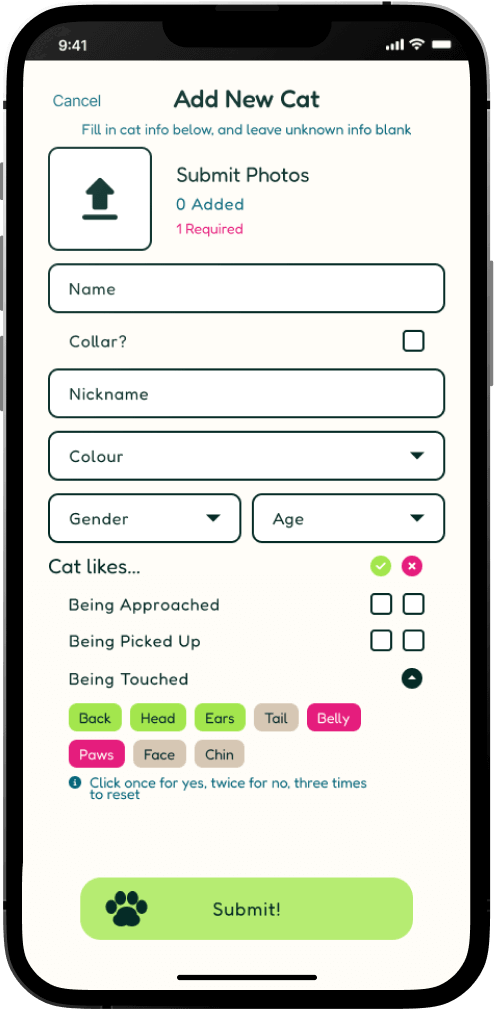 9:41
Cancel
Add New Cat
Fill in cat info below, and leave unknown info blank
Submit Photos
0 Added
1 Required
Name
Collar?
Nickname
Colour
Gender Age
Cat likes...
Being Approached
Being Picked Up
Being Touched
Back Head Ears Tail Belly
Paws Face Chin
Click once for yes, twice for no, three times
to reset
Submit!